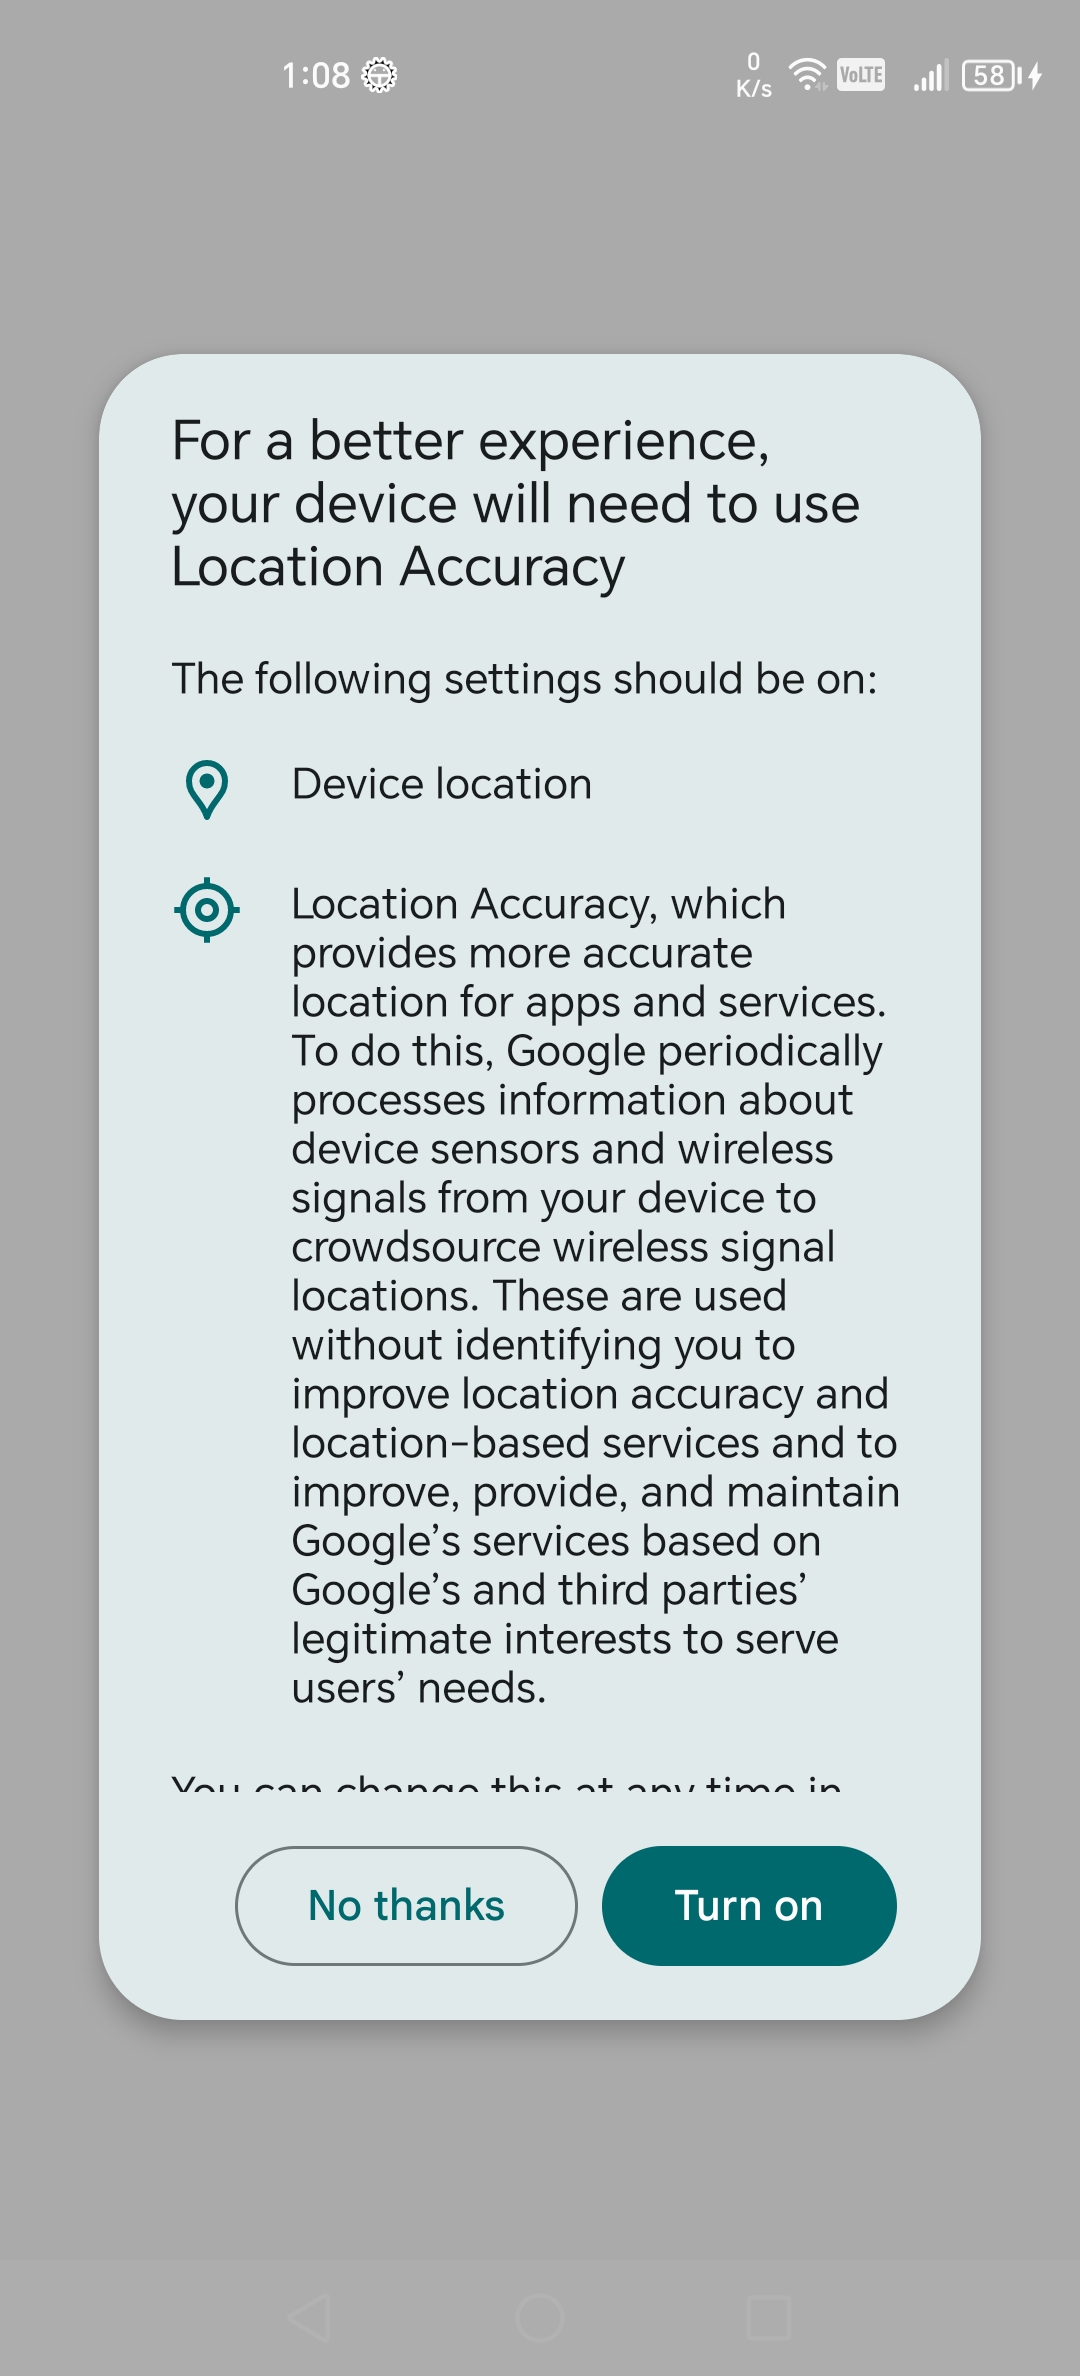 1:08
0
K/s
VoLTE
58
For a better experience,
your device will need to use
Location Accuracy
The following settings should be on:
Device location
Location Accuracy, which
provides more accurate
location for apps and services.
To do this, Google periodically
processes information about
device sensors and wireless
signals from your device to
crowdsource wireless signal
locations. These are used
without identifying you to
improve location accuracy and
location-based services and to
improve, provide, and maintain
Google’s services based on
Google’s and third parties’
legitimate interests to serve
users’ needs.
You can change this at any time in
No thanks
Turn on